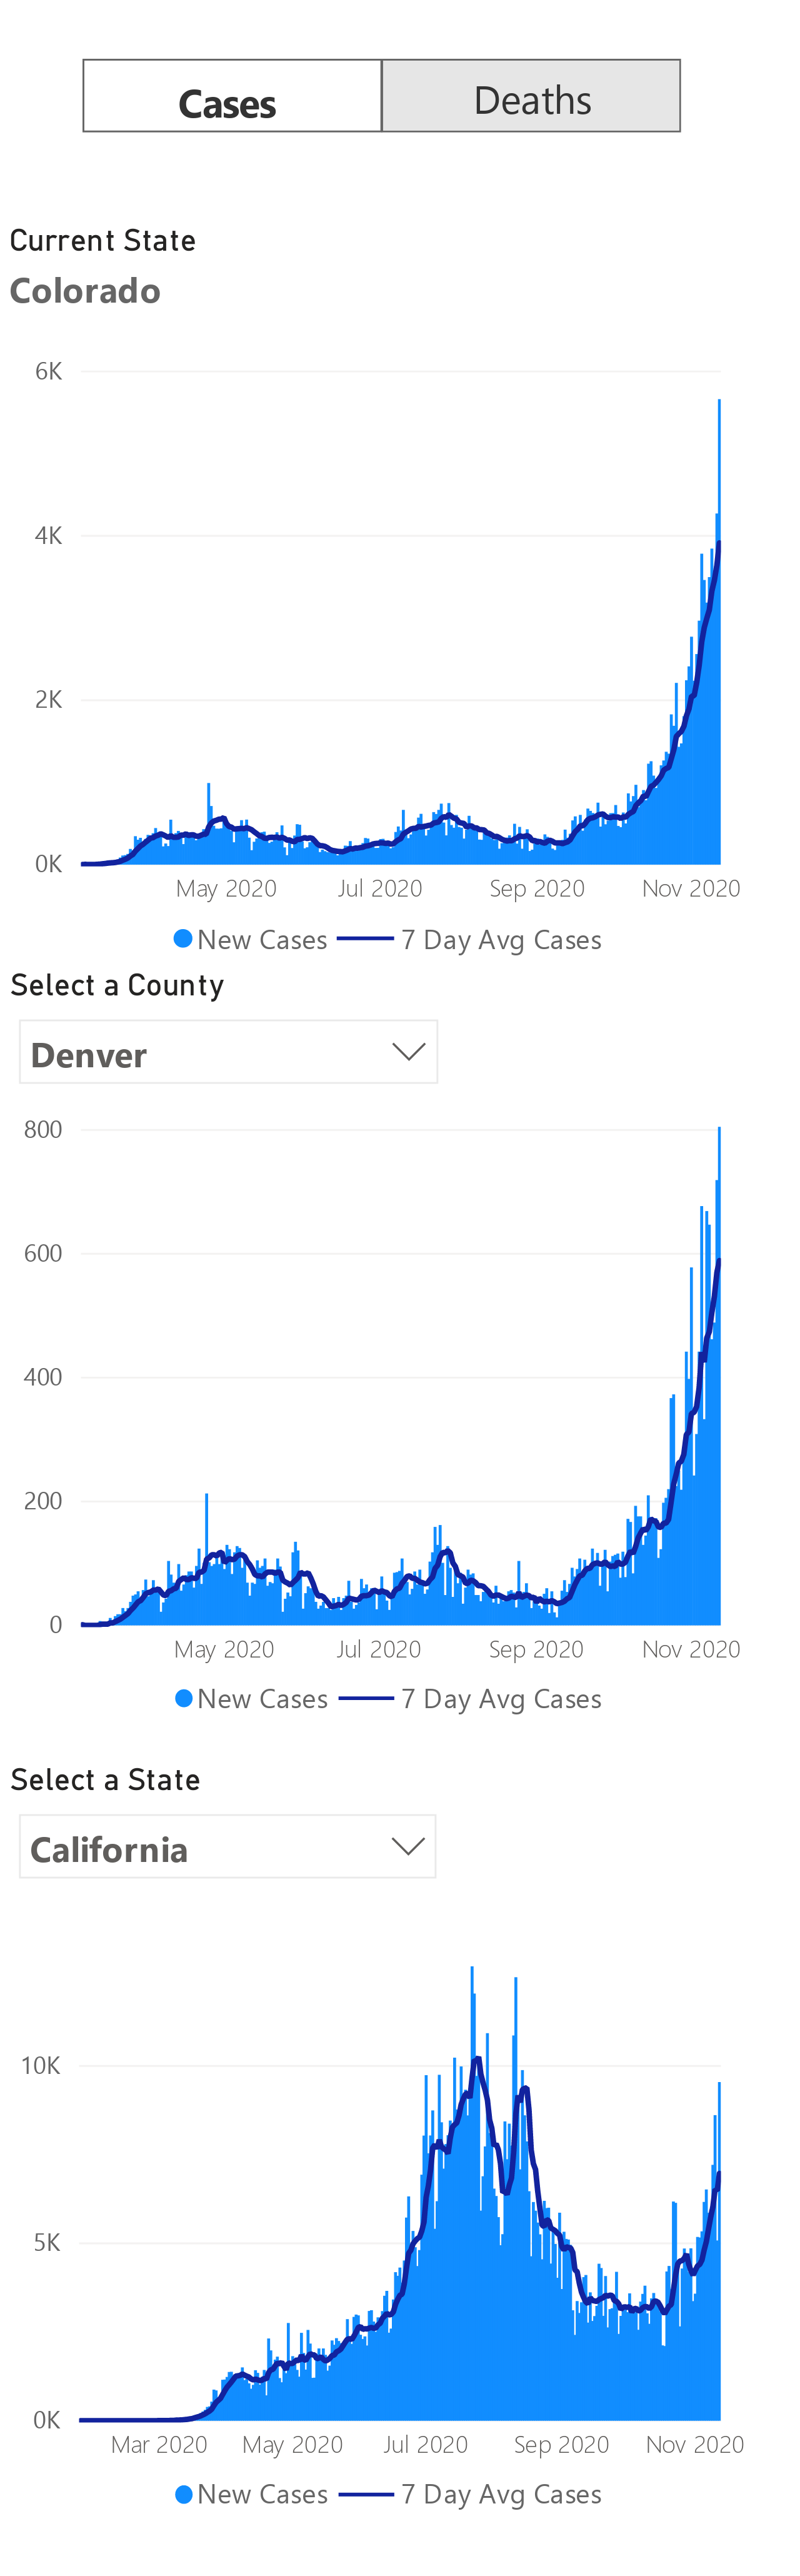 Cases Deaths
Current State
Colorado
6K
4K
2K
0K
May 2020 Jul 2020 Sep 2020 Nov 2020
New Cases 7 Day Avg Cases
Select a County
Denver
800
600
400
200
0
May 2020 Jul 2020 Sep 2020 Nov 2020
New Cases 7 Day Avg Cases
Select a State
California
10K
5K
0K
Mar 2020 May 2020 Jul 2020 Sep 2020 Nov 2020
New Cases 7 Day Avg Cases